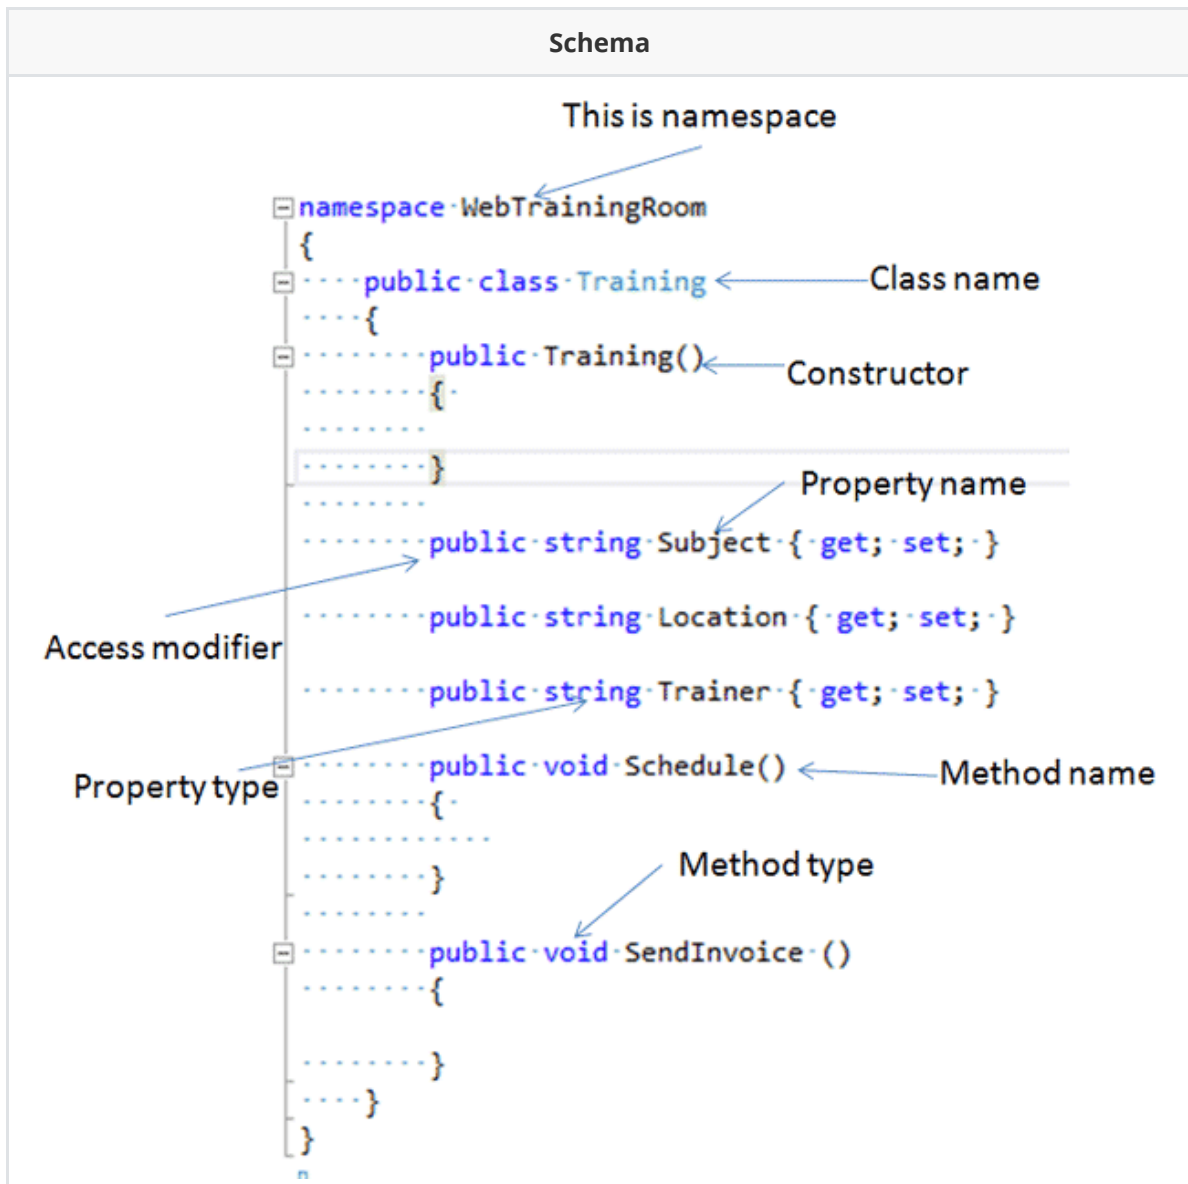 Schema
This is namespace
namespace WebTrainingRoom
{
public class Training
Class name
{
public Training()
Constructor
{
}
Property name
public string Subject { get; set; }
public string Location { get; set; }
Access modifier
public string Trainer { get; set; }
public void Schedule()
Method name
Property type
{
}
Method type
public void SendInvoice ()
{
}
}
}